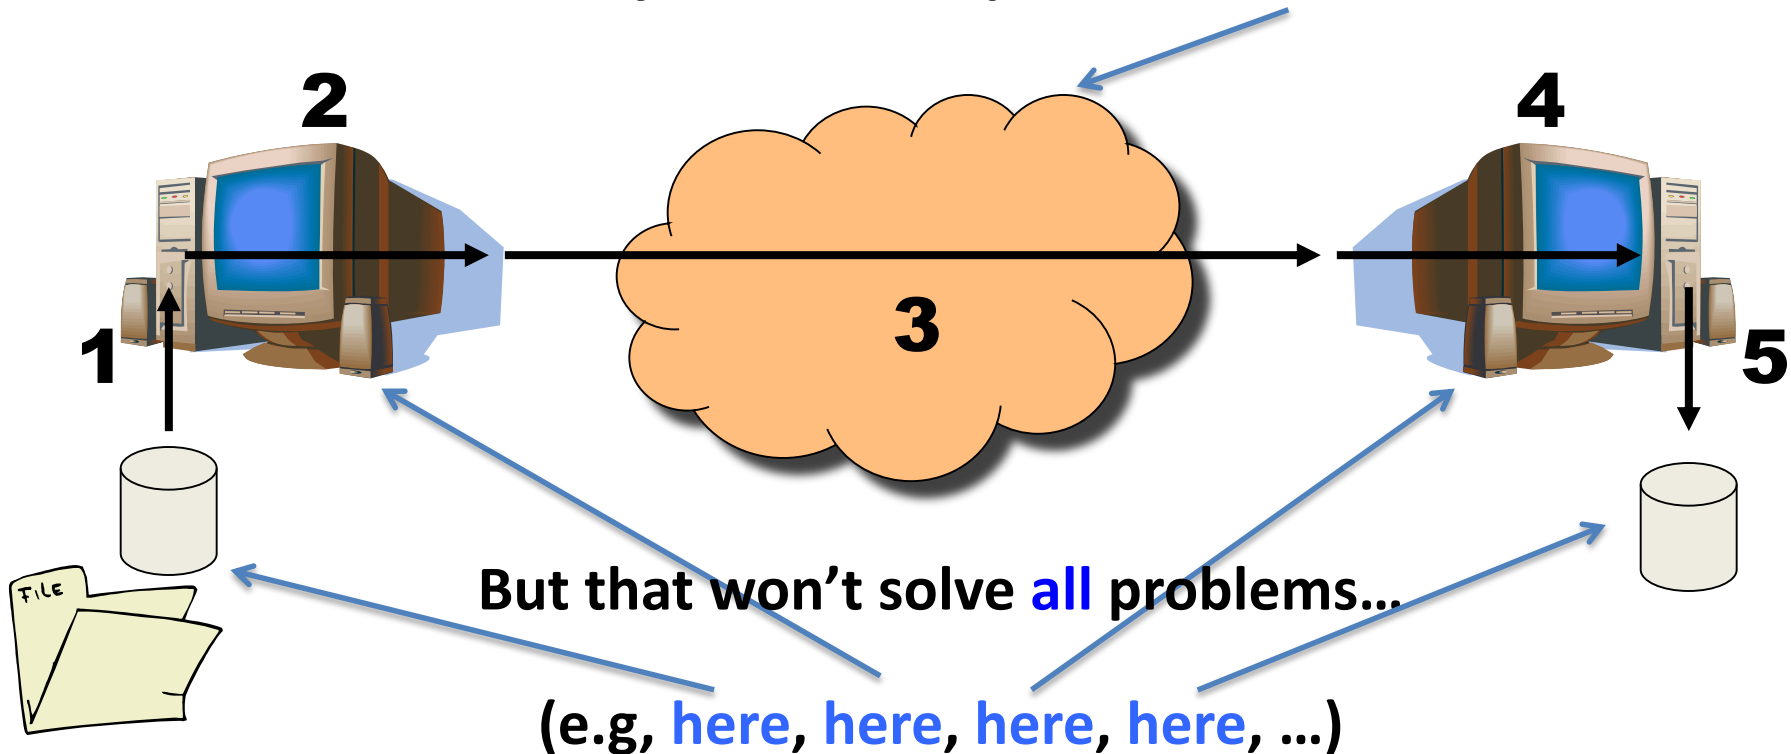 2
4
3
1
5
FILE
But that won’t solve all problems…
(e.g, here, here, here, here, …)